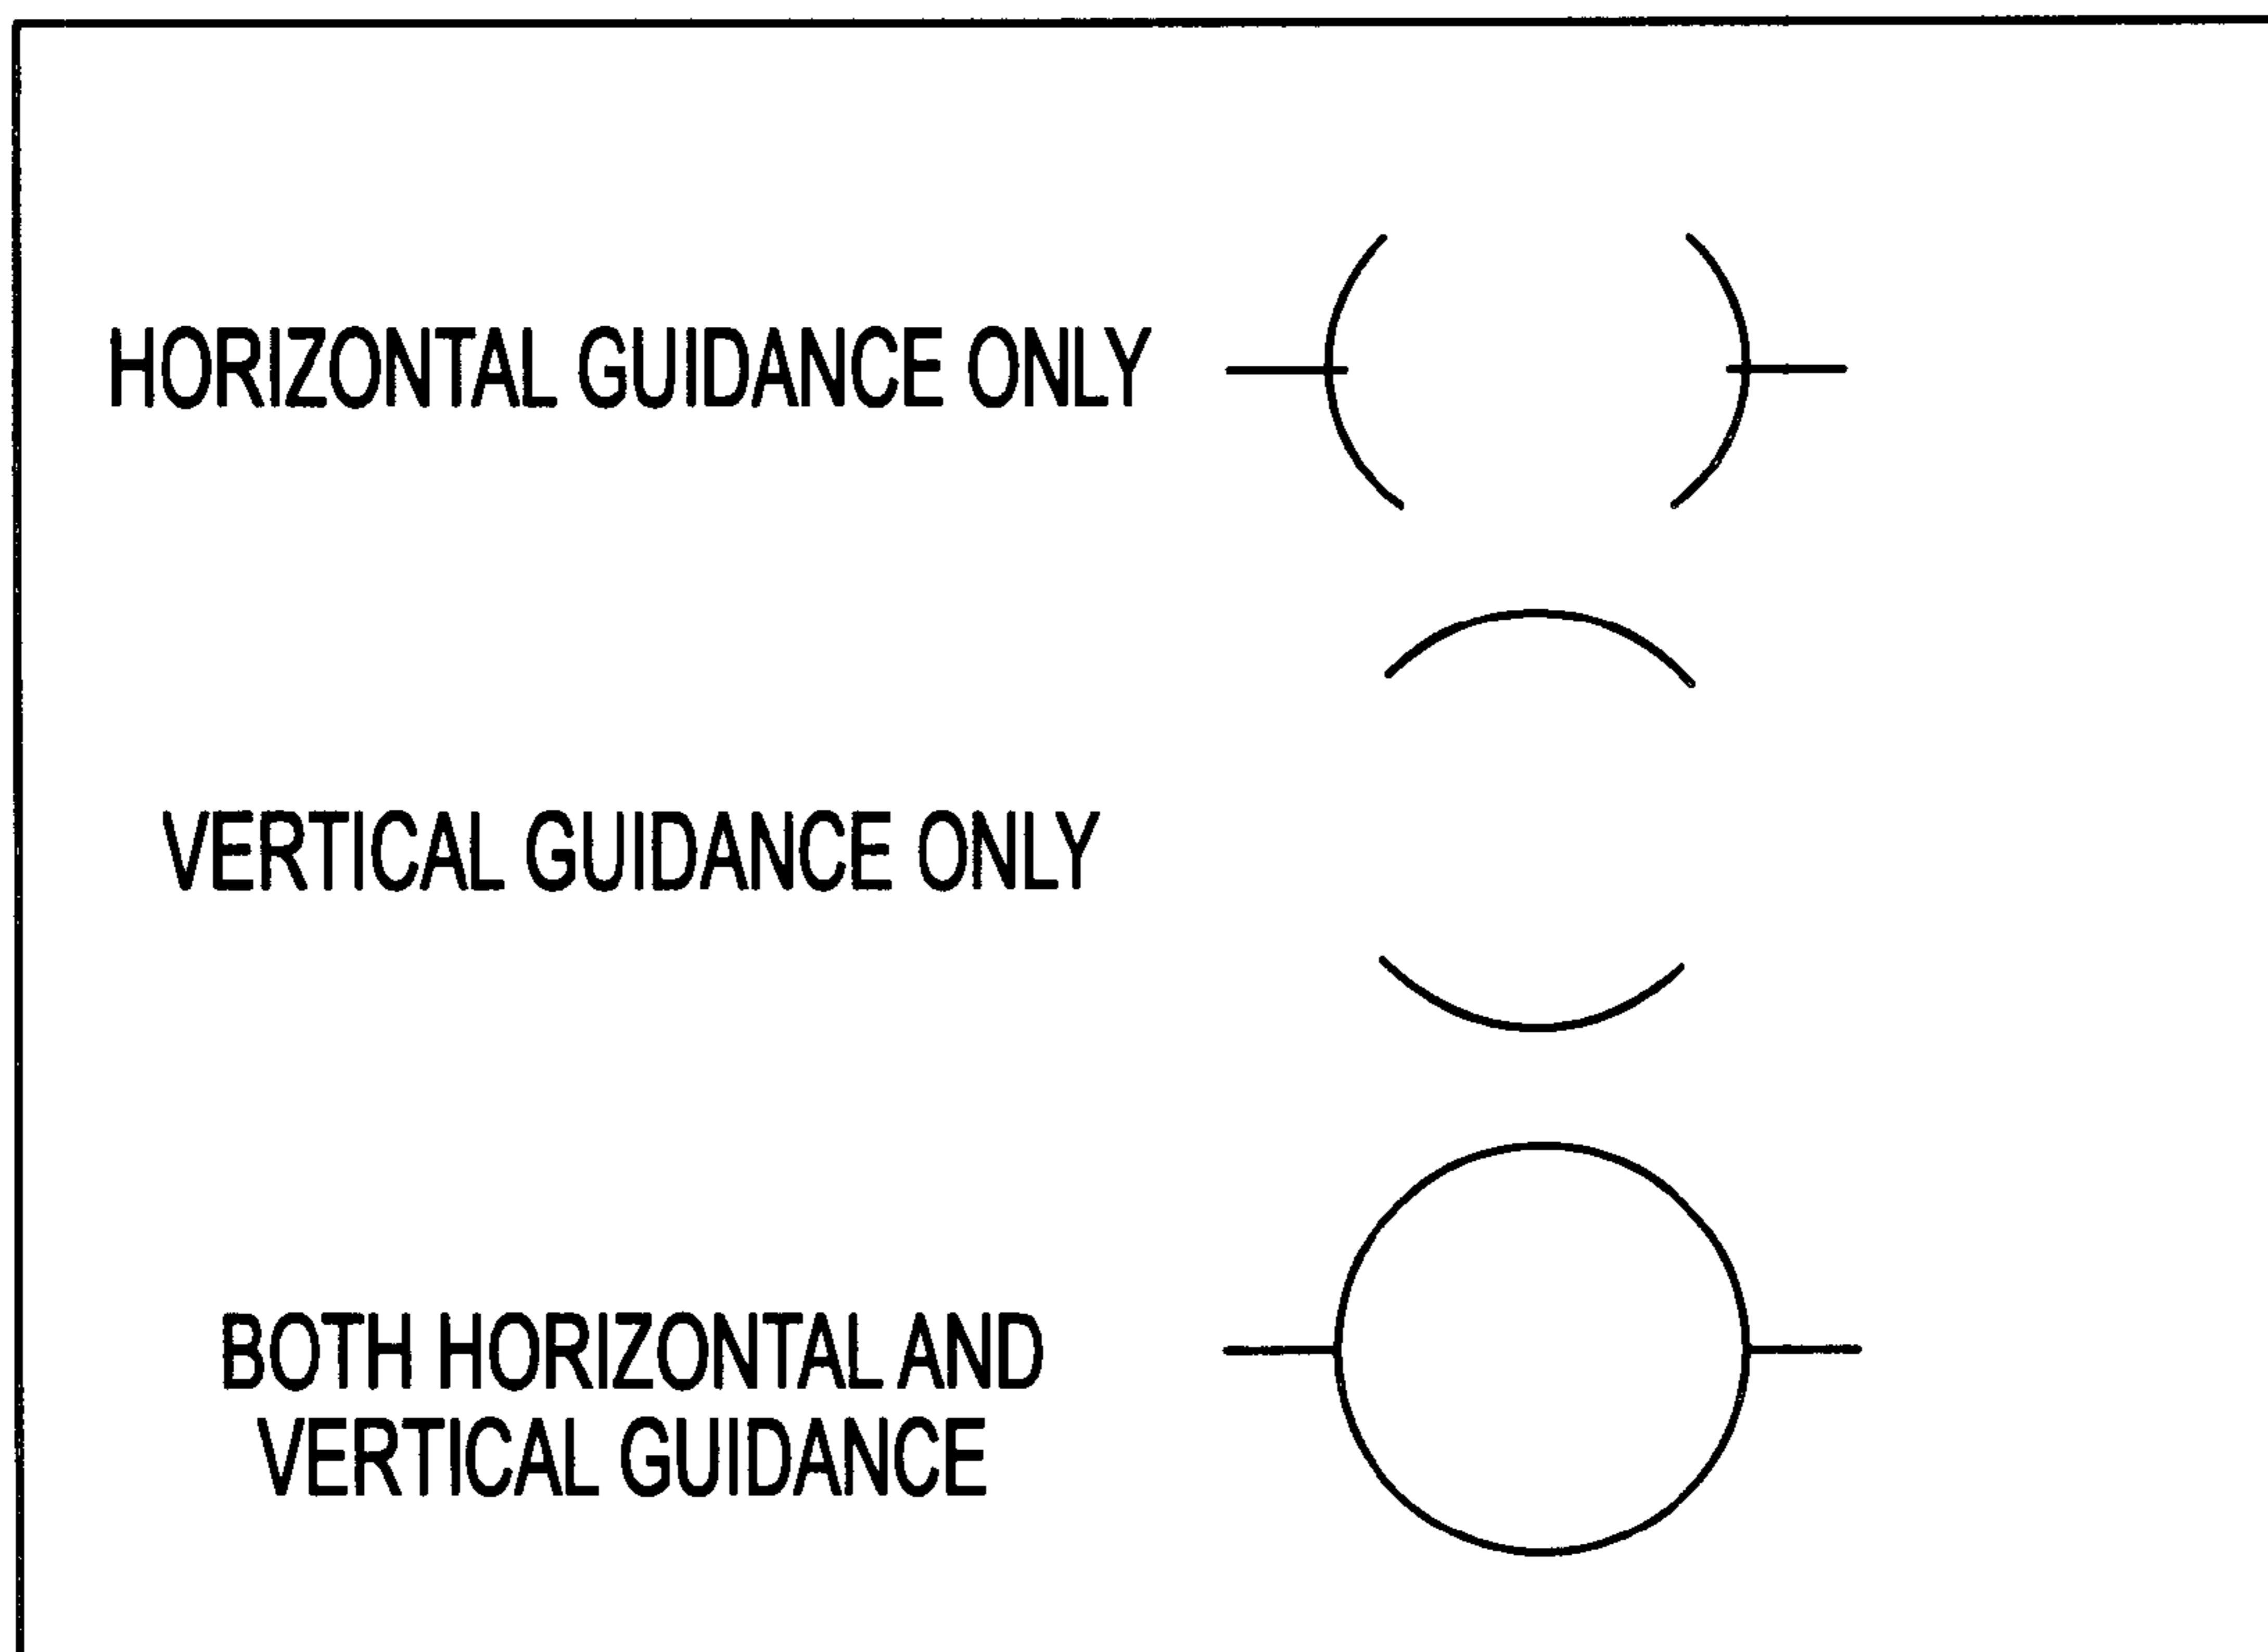 HORIZONTAL GUIDANCE ONLY
VERTICAL GUIDANCE ONLY
BOTH HORIZONTAL AND
VERTICAL GUIDANCE